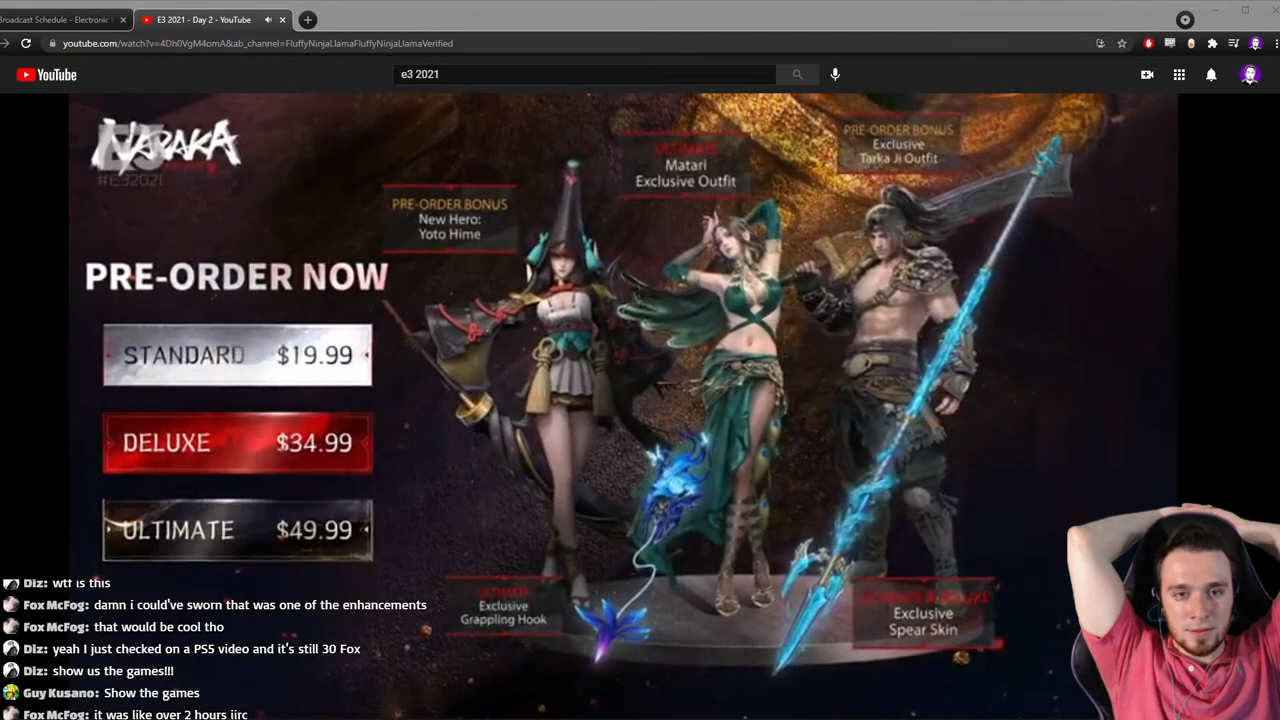 Broadcast Schedule - Electronic
E3 2021 - Day 2 - YouTube
youtube.com/watch?v=4Dh0VgM4omA&ab_channel=FluffyNinjaLlamaFluffyNinjaLlamaVerified
YouTube
e3 2021
NARAKA
#E32021
PRE-ORDER BONUS
New Hero:
Yoto Hime
ULTIMATE
Matari
Exclusive Outfit
PRE-ORDER BONUS
Exclusive
Tarka Ji Outfit
PRE-ORDER NOW
STANDARD $19.99
DELUXE $34.99
ULTIMATE $49.99
ULTIMATE
Exclusive
Grappling Hook
ULTIMATE & DELUXE
Exclusive
Spear Skin
Diz: wtf is this
Fox McFog: damn i could've sworn that was one of the enhancements
Fox McFog: that would be cool tho
Diz: yeah I just checked on a PS5 video and it's still 30 Fox
Diz: show us the games!!!
Guy Kusano: Show the games
Fox McFog: it was like over 2 hours iirc